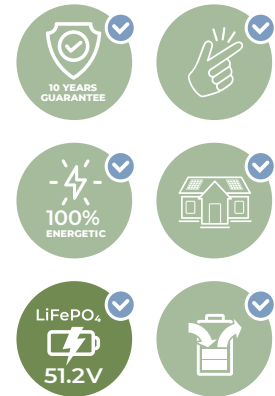 10 YEARS
GUARANTEE
100%
ENERGETIC
LiFePO₄
51.2V